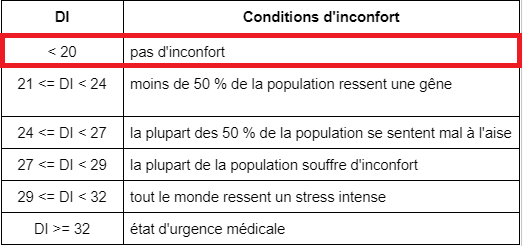 DI Conditions d'inconfort
< 20 pas d'inconfort
21 <= DI < 24 moins de 50 % de la population ressent une gêne
24 <= DI < 27 la plupart des 50 % de la population se sentent mal à l'aise
27 <= DI < 29 la plupart de la population souffre d'inconfort
29 <= DI < 32 tout le monde ressent un stress intense
DI >= 32 état d'urgence médicale